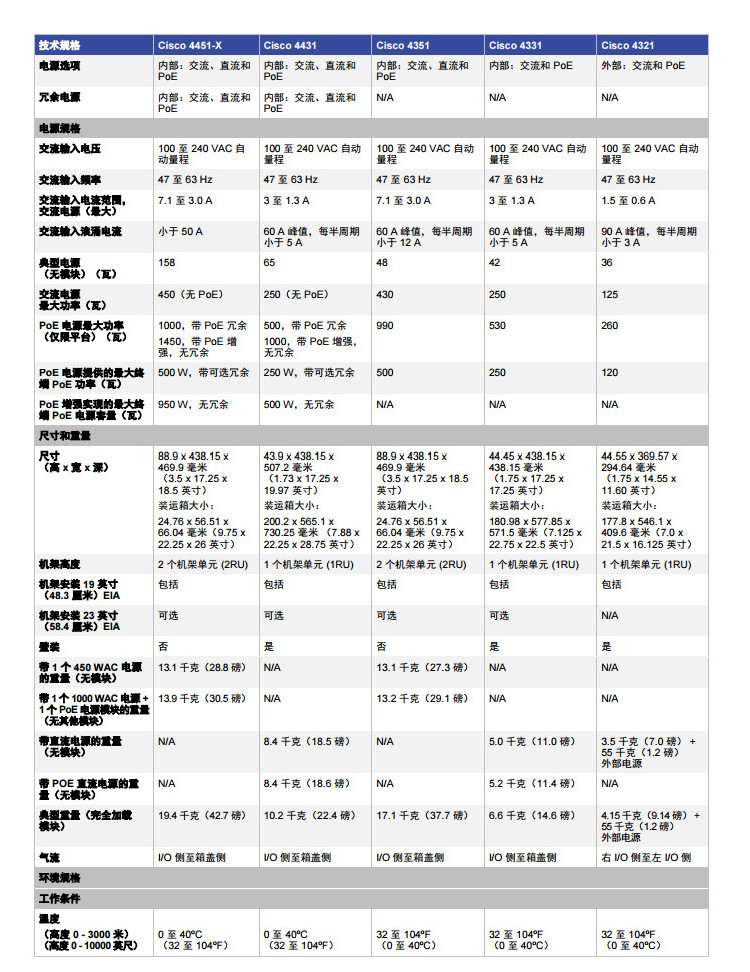 技术规格 Cisco 4451-X Cisco 4431 Cisco 4351 Cisco 4331 Cisco 4321
电源选项 内部：交流、直流和 PoE 内部：交流、直流和 PoE 内部：交流、直流和 PoE 内部：交流和 PoE 外部：交流和 PoE
冗余电源 内部：交流、直流和 PoE 内部：交流、直流和 PoE N/A N/A N/A
电源规格
交流输入电压 100 至 240 VAC 自动量程 100 至 240 VAC 自动量程 100 至 240 VAC 自动量程 100 至 240 VAC 自动量程 100 至 240 VAC 自动量程
交流输入频率 47 至 63 Hz 47 至 63 Hz 47 至 63 Hz 47 至 63 Hz 47 至 63 Hz
交流输入电流范围，交流电源（最大） 7.1 至 3.0 A 3 至 1.3 A 7.1 至 3.0 A 3 至 1.3 A 1.5 至 0.6 A
交流输入浪涌电流 小于 50 A 60 A 峰值，每半周期小于 5 A 60 A 峰值，每半周期小于 12 A 60 A 峰值，每半周期小于 5 A 90 A 峰值，每半周期小于 3 A
典型电源（无模块）（瓦） 158 65 48 42 36
交流电源最大功率（瓦） 450（无 PoE） 250（无 PoE） 430 250 125
PoE 电源最大功率（仅限平台）（瓦） 1000，带 PoE 冗余 1450，带 PoE 增强，无冗余 500，带 PoE 冗余 1000，带 PoE 增强，无冗余 990 530 260
PoE 电源提供的最大终端 PoE 功率（瓦） 500 W，带可选冗余 250 W，带可选冗余 500 250 120
PoE 增强实现的最大终端 PoE 电源容量（瓦） 950 W，无冗余 500 W，无冗余 N/A N/A N/A
尺寸和重量
尺寸（高 x 宽 x 深） 88.9 x 438.15 x 469.9 毫米（3.5 x 17.25 x 18.5 英寸） 43.9 x 438.15 x 507.2 毫米（1.73 x 17.25 x 19.97 英寸） 88.9 x 438.15 x 469.9 毫米（3.5 x 17.25 x 18.5 英寸） 44.45 x 438.15 x 438.15 毫米（1.75 x 17.25 x 17.25 英寸） 44.55 x 369.57 x 294.64 毫米（1.75 x 14.55 x 11.60 英寸）
装运箱大小： 装运箱大小： 装运箱大小： 装运箱大小： 装运箱大小：
24.76 x 56.51 x 66.04 毫米（9.75 x 22.25 x 26 英寸） 200.2 x 565.1 x 730.25 毫米（7.88 x 22.25 x 28.75 英寸） 24.76 x 56.51 x 66.04 毫米（9.75 x 22.25 x 26 英寸） 180.98 x 577.85 x 571.5 毫米（7.125 x 22.75 x 22.5 英寸） 177.8 x 546.1 x 409.6 毫米（7.0 x 21.5 x 16.125 英寸）
机架高度 2 个机架单元 (2RU) 1 个机架单元 (1RU) 2 个机架单元 (2RU) 1 个机架单元 (1RU) 1 个机架单元 (1RU)
机架安装 19 英寸（48.3 厘米）EIA 包括 包括 包括 包括 包括
机架安装 23 英寸（58.4 厘米）EIA 可选 可选 可选 可选 N/A
壁装 否 是 否 是 是
带 1 个 450 WAC 电源的重量（无模块） 13.1 千克（28.8 磅） N/A 13.1 千克（27.3 磅） N/A N/A
带 1 个 1000 WAC 电源 + 1 个 PoE 电源模块的重量（无其他模块） 13.9 千克（30.5 磅） N/A 13.2 千克（29.1 磅） N/A N/A
带直流电源的重量（无模块） N/A 8.4 千克（18.5 磅） N/A 5.0 千克（11.0 磅） 3.5 千克（7.0 磅） + 55 千克（1.2 磅）外部电源
带 POE 直流电源的重量（无模块） N/A 8.4 千克（18.6 磅） N/A 5.2 千克（11.4 磅） N/A
典型重量（完全加载模块） 19.4 千克（42.7 磅） 10.2 千克（22.4 磅） 17.1 千克（37.7 磅） 6.6 千克（14.6 磅） 4.15 千克（9.14 磅） + 55 千克（1.2 磅）外部电源
气流 I/O 侧至箱盖侧 I/O 侧至箱盖侧 I/O 侧至箱盖侧 I/O 侧至箱盖侧 右 I/O 侧至左 I/O 侧
环境规格
工作条件
温度
（高度 0 - 3000 米） 0 至 40ºC 0 至 40ºC 32 至 104ºF 32 至 104ºF 32 至 104ºF
（高度 0 - 10000 英尺） （32 至 104ºF） （32 至 104ºF） （0 至 40ºC） （0 至 40ºC） （0 至 40ºC）